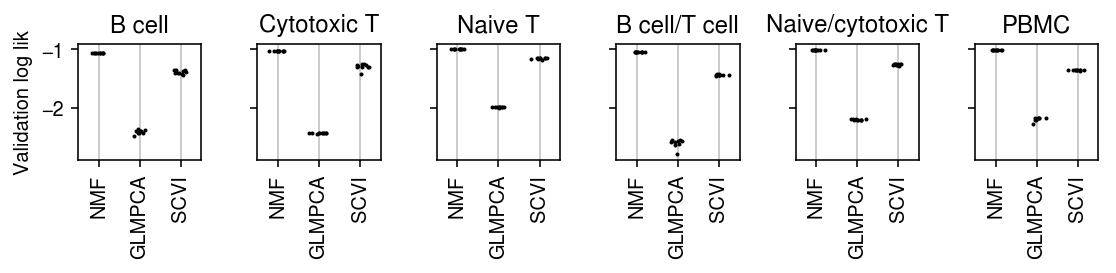 B cell
Cytotoxic T
Naive T
B cell/T cell
Naive/cytotoxic T
PBMC
Validation log lik
−1
−2
NMF
GLMPCA
SCVI
NMF
GLMPCA
SCVI
NMF
GLMPCA
SCVI
NMF
GLMPCA
SCVI
NMF
GLMPCA
SCVI
NMF
GLMPCA
SCVI